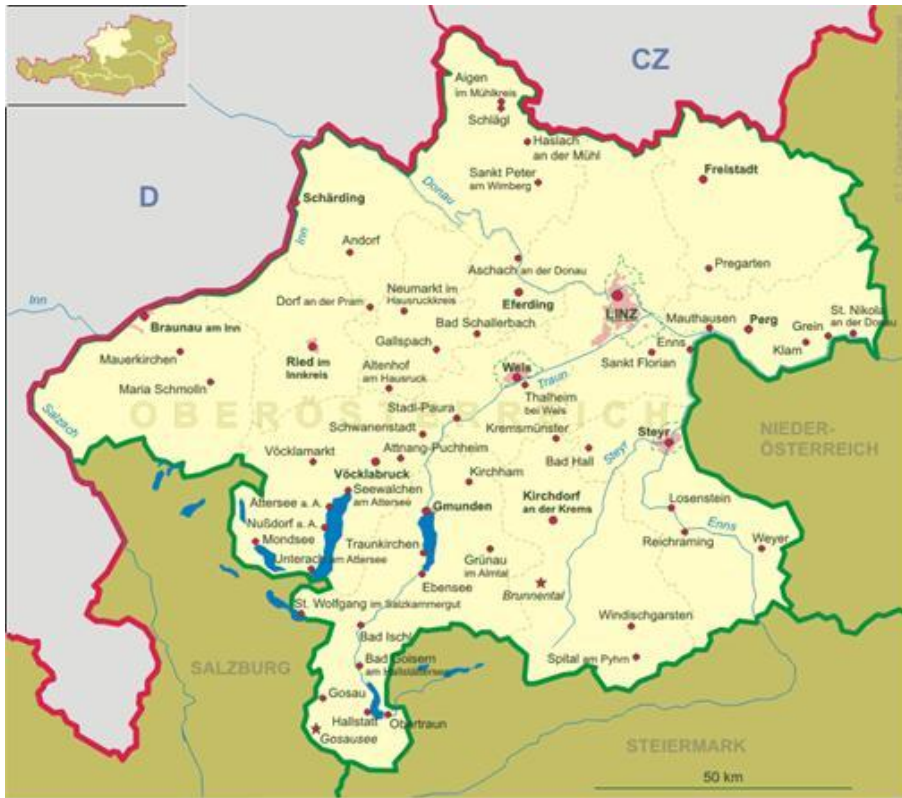 CZ
D
Aigen
im Mühlkreis
Schlägl
Haslach
an der Mühl
Sankt Peter
am Wimberg
Freistadt
Donau
Schärding
Inn
Andorf
Pregarten
Aschach an der Donau
Neumarkt im
Hausruckkreis
Dorf an der Pram
Eferding
Inn
LINZ
Braunau am Inn
Bad Schallerbach
Mauthausen
Perg
St. Nikola
an der Donau
Grein
Klam
Enns
Sankt Florian
Mauerkirchen
Ried im
Innkreis
Gallspach
Altenhof
am Hausruck
Wels
Traun
Maria Schmolln
Thalheim
bei Wels
OBERÖSTERREICH
Stadl-Paura
Salzach
Schwanenstadt
Kremsmünster
Steyr
NIEDER-
ÖSTERREICH
Attnang-Puchheim
Steyr
Bad Hall
Vöcklamarkt
Vöcklabruck
Kirchham
Seewalchen
am Attersee
Kirchdorf
an der Krems
Losenstein
Attersee a. A.
Gmunden
Nußdorf a. A.
Enns
Mondsee
Traunkirchen
Reichraming
Weyer
Unterach am Attersee
Grünau
im Almtal
Ebensee
Brunnental
St. Wolfgang im Salzkammergut
Windischgarsten
Bad Ischl
SALZBURG
Bad Goisern
am Hallstättersee
Spital am Pyhrn
Gosau
Hallstatt
Obertraun
Gosausee
STEIERMARK
50 km